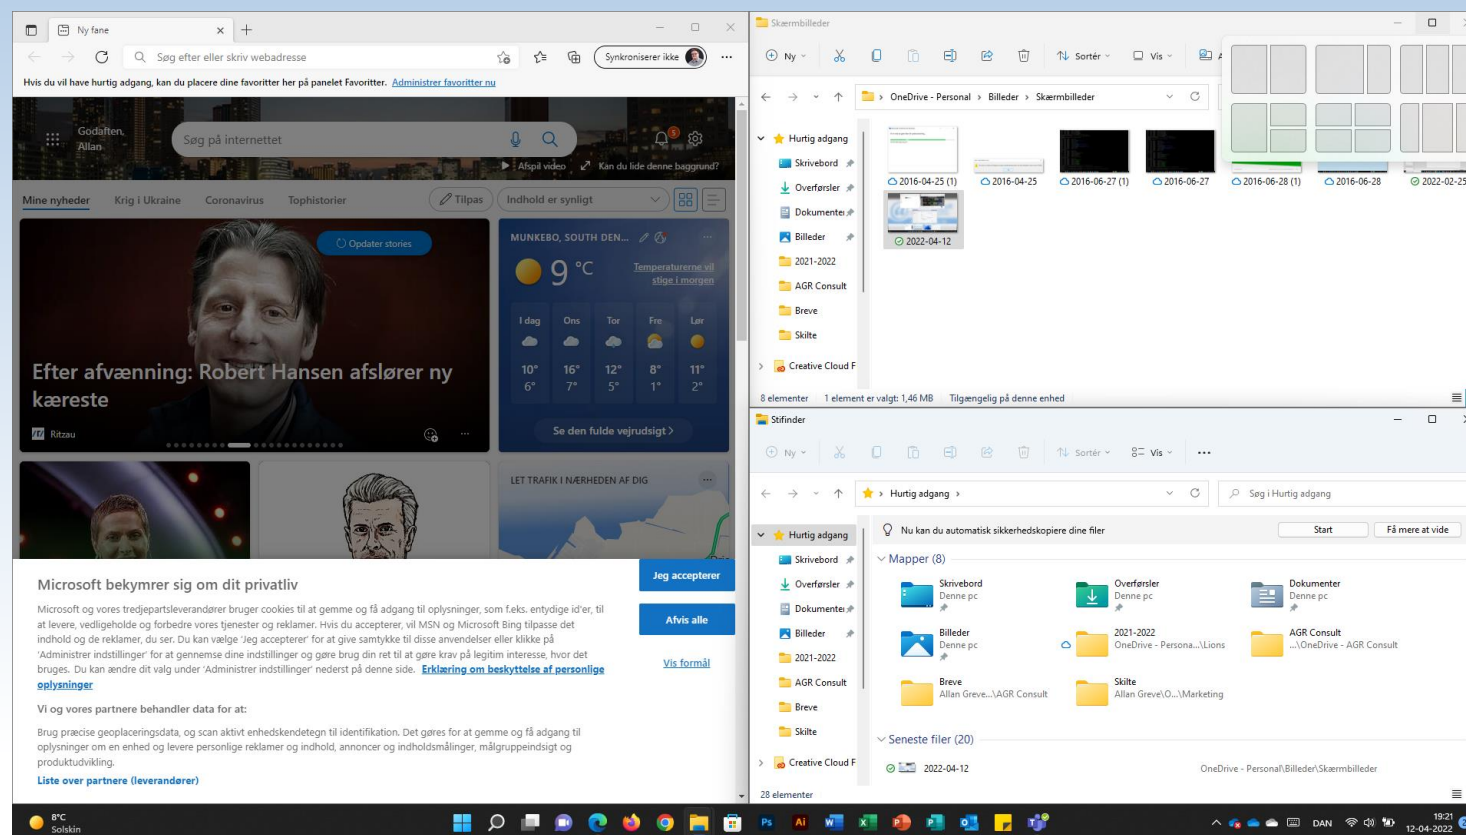 Ny fane
Søg efter eller skriv webadresse
Synkroniserer ikke
Hvis du vil have hurtig adgang, kan du placere dine favoritter her på panelet Favoritter. Administrer favoritter nu
Godaften,
Allan
Søg på internettet
5
Afspil video
Kan du lide denne baggrund?
Mine nyheder
Krig i Ukraine
Coronavirus
Tophistorier
Tilpas
Indhold er synligt
Opdater stories
Efter afvænning: Robert Hansen afslører ny
kæreste
Ritzau
MUNKEBO, SOUTH DEN...
9 °C
Temperaturerne vil
stige i morgen
I dag Ons Tor Fre Lør
10° 16° 12° 8° 11°
6° 7° 5° 1° 2°
Se den fulde vejrudsigt >
LET TRAFIK I NÆRHEDEN AF DIG
Microsoft bekymrer sig om dit privatliv
Microsoft og vores tredjepartsleverandører bruger cookies til at gemme og få adgang til oplysninger, som f.eks. entydige id'er, til
at levere, vedligeholde og forbedre vores tjenester og reklamer. Hvis du accepterer, vil MSN og Microsoft Bing tilpasse det
indhold og de reklamer, du ser. Du kan vælge 'Jeg accepterer' for at give samtykke til disse anvendelser eller klikke på
'Administrer indstillinger' for at gennemse dine indstillinger og gøre brug din ret til at gøre krav på legitim interesse, hvor det
bruges. Du kan ændre dit valg under 'Administrer indstillinger' nederst på denne side. Erklæring om beskyttelse af personlige
oplysninger
Vi og vores partnere behandler data for at:
Brug præcise geoplaceringsdata, og scan aktivt enhedskendetegn til identifikation. Det gøres for at gemme og få adgang til
oplysninger om en enhed og levere personlige reklamer og indhold, annoncer og indholdsmålinger, målgruppeindsigt og
produktudvikling.
Liste over partnere (leverandører)
Jeg accepterer
Afvis alle
Vis formål
Skærmbilleder
Ny
Sortér
Vis
OneDrive - Personal > Billeder > Skærmbilleder
Hurtig adgang
Skrivebord
Overførsler
Dokumenter
Billeder
2021-2022
AGR Consult
Breve
Skilte
Creative Cloud F
2016-04-25 (1)
2016-04-25
2016-06-27 (1)
2016-06-27
2016-06-28 (1)
2016-06-28
2022-02-25
2022-04-12
8 elementer 1 element er valgt: 1,46 MB Tilgængelig på denne enhed
Stifinder
Ny
Sortér
Vis
Hurtig adgang >
Søg i Hurtig adgang
Hurtig adgang
Skrivebord
Overførsler
Dokumenter
Billeder
2021-2022
AGR Consult
Breve
Skilte
Creative Cloud F
Nu kan du automatisk sikkerhedskopiere dine filer
Start
Få mere at vide
Mapper (8)
Skrivebord
Denne pc
Overførsler
Denne pc
Dokumenter
Denne pc
Billeder
Denne pc
2021-2022
OneDrive - Persona...\Lions
AGR Consult
...\OneDrive - AGR Consult
Breve
Allan Greve...\AGR Consult
Skilte
Allan Greve\O...\Marketing
Seneste filer (20)
2022-04-12
OneDrive - Personal\Billeder\Skærmbilleder
28 elementer
8°C
Solskin
Ps
Ai
DAN
19:21
12-04-2022